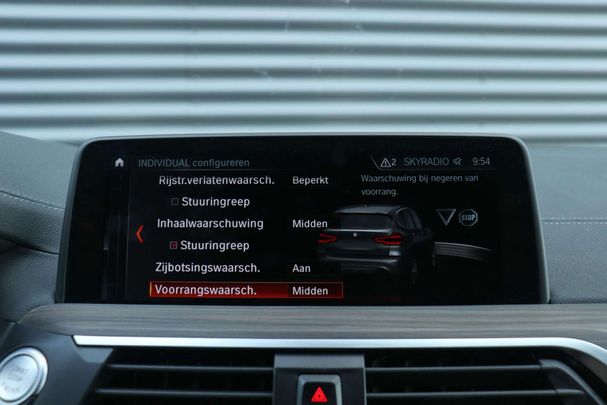 INDIVIDUAL configureren
2 SKYRADIO 9:54
Rijstr.verlatenwaarsch. Beperkt
Stuuringreep
Inhaalwaarschuwing Midden
Stuuringreep
Zijbotsingswaarsch. Aan
Voorrangswaarsch. Midden
Waarschuwing bij negeren van
voorrang.
STOP